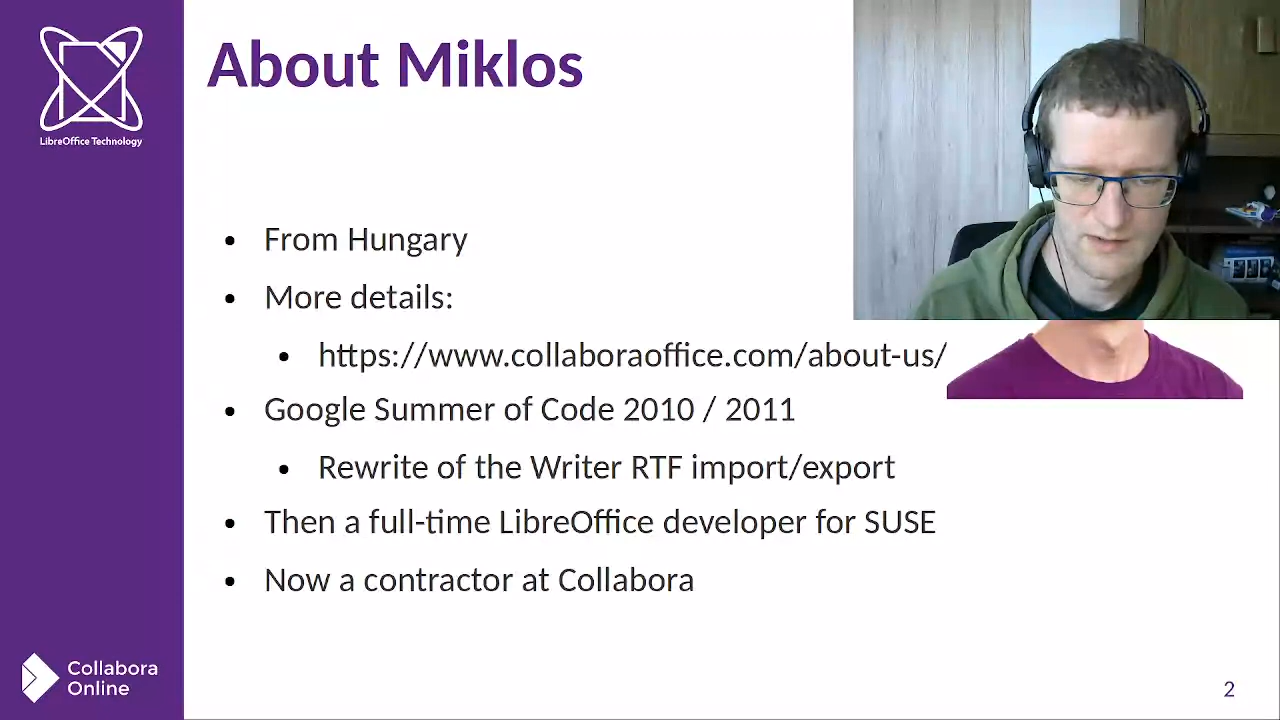 About Miklos
LibreOffice Technology
From Hungary
More details:
https://www.collaboraoffice.com/about-us/
Google Summer of Code 2010 / 2011
Rewrite of the Writer RTF import/export
Then a full-time LibreOffice developer for SUSE
Now a contractor at Collabora
Collabora
Online
2